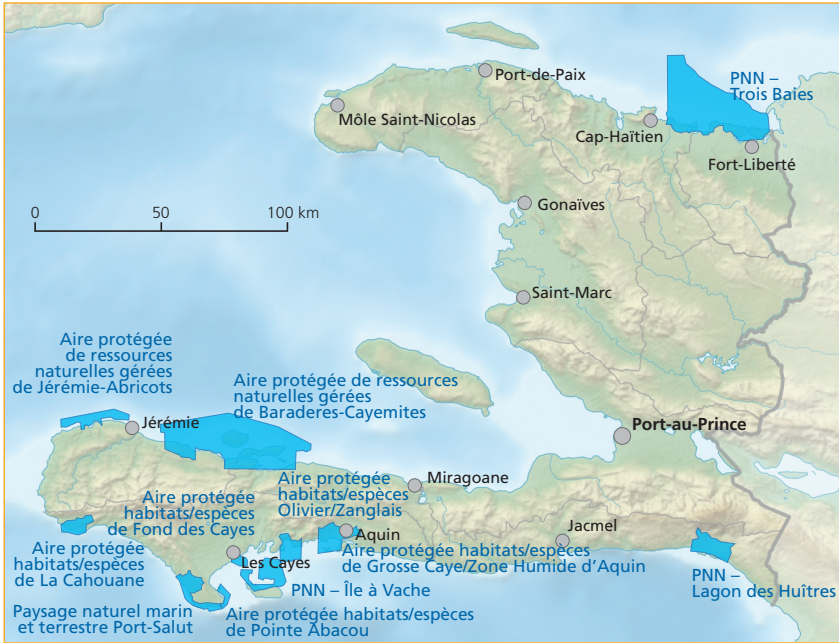 Port-de-Paix
PNN –
Trois Baies
Môle Saint-Nicolas
Cap-Haïtien
Fort-Liberté
0 50 100 km
Gonaïves
Saint-Marc
Aire protégée
de ressources
naturelles gérées
de Jérémie-Abricots
Aire protégée de ressources
naturelles gérées
de Baraderes-Cayemites
Jérémie
Port-au-Prince
Miragoane
Aire protégée
habitats/espèces
de Fond des Cayes
Aire protégée
habitats/espèces
Olivier/Zanglais
Jacmel
Aquin
Aire protégée
habitats/espèces
de La Cahouane
Les Cayes
Aire protégée habitats/espèces
de Grosse Caye/Zone Humide d’Aquin
PNN –
Lagon des Huîtres
PNN – Île à Vache
Paysage naturel marin
et terrestre Port-Salut
Aire protégée habitats/espèces
de Pointe Abacou